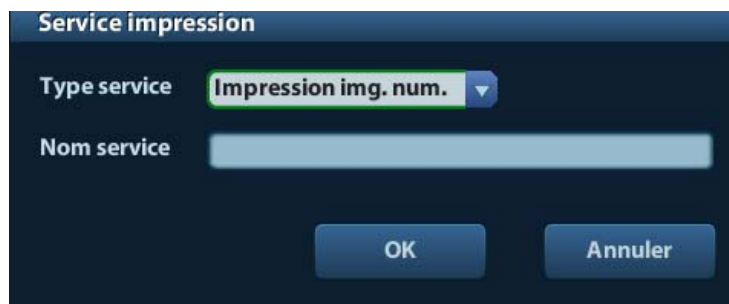 Service impression
Type service Impression img. num.
Nom service
OK Annuler